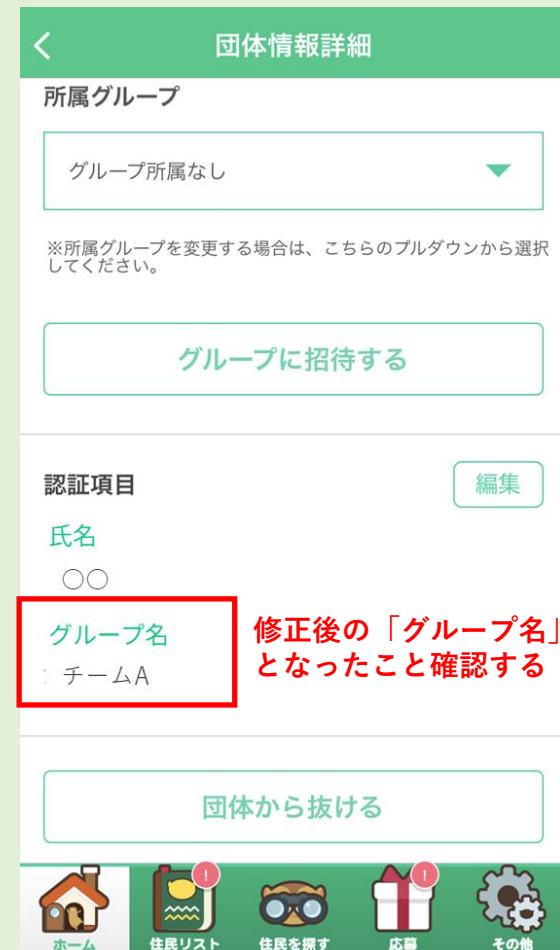 団体情報詳細
所属グループ
グループ所属なし
※所属グループを変更する場合は、こちらのプルダウンから選択
してください。
グループに招待する
認証項目
編集
氏名
〇〇
グループ名
チームA
修正後の「グループ名」
となったこと確認する
団体から抜ける
ホーム
住民リスト
住民を探す
応募
その他